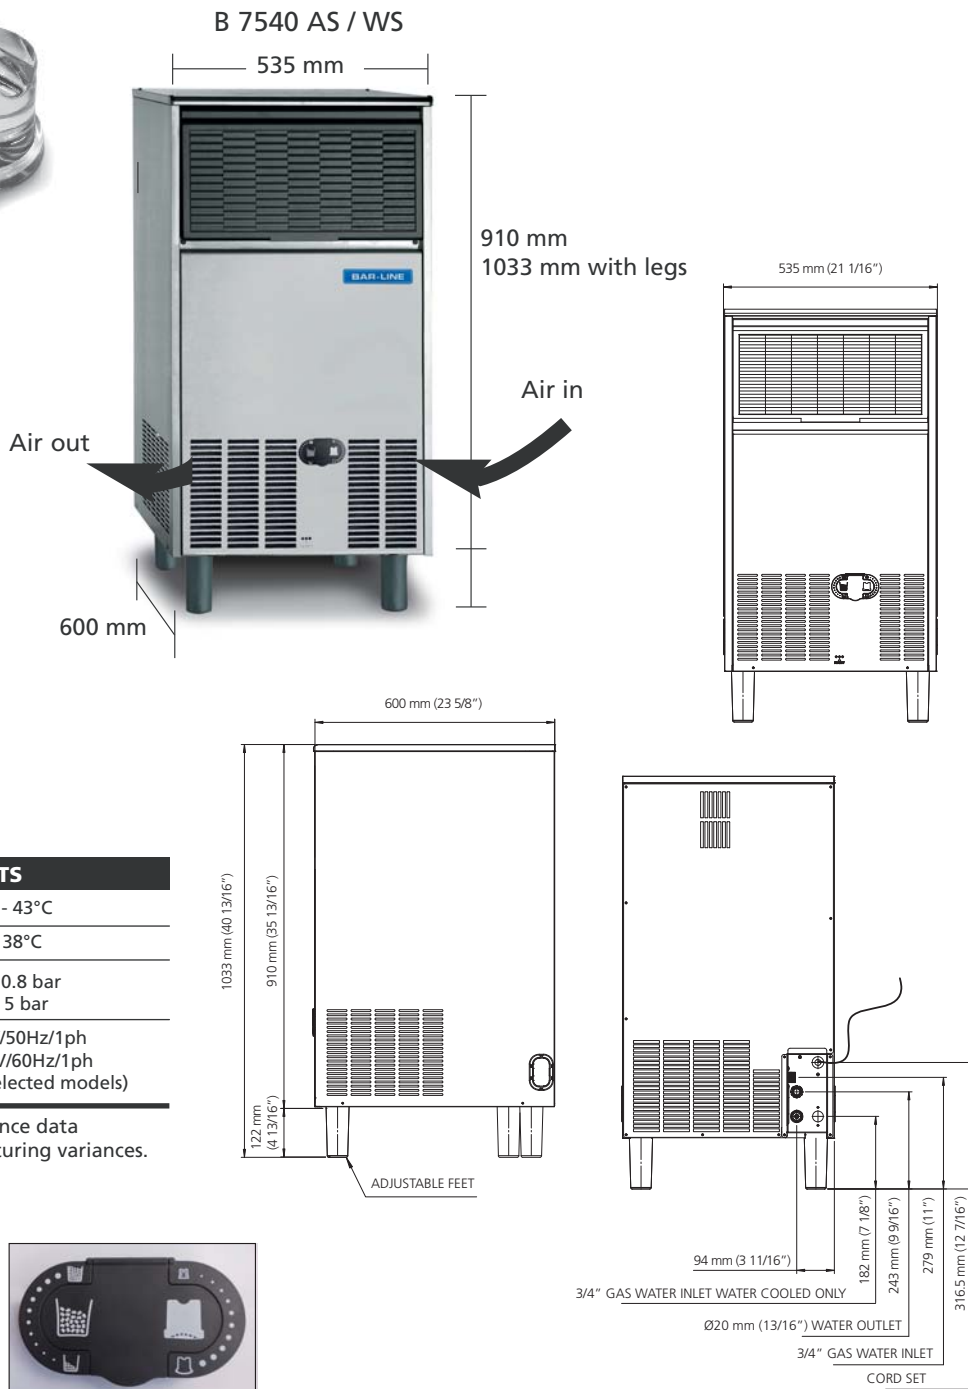 B 7540 AS / WS
535 mm
910 mm
1033 mm with legs
BAR-LINE
Air in
Air out
600 mm
535 mm (21 1/16”)
600 mm (23 5/8”)
1033 mm (40 13/16”)
910 mm (35 13/16”)
122 mm
(4 13/16”)
ADJUSTABLE FEET
TS
- 43°C
38°C
0.8 bar
5 bar
/50Hz/1ph
//60Hz/1ph
elected models)
nce data
turing variances.
94 mm (3 11/16”)
182 mm (7 1/8”)
243 mm (9 9/16”)
279 mm (11”)
316.5 mm (12 7/16”)
3/4” GAS WATER INLET WATER COOLED ONLY
Ø20 mm (13/16”) WATER OUTLET
3/4” GAS WATER INLET
CORD SET